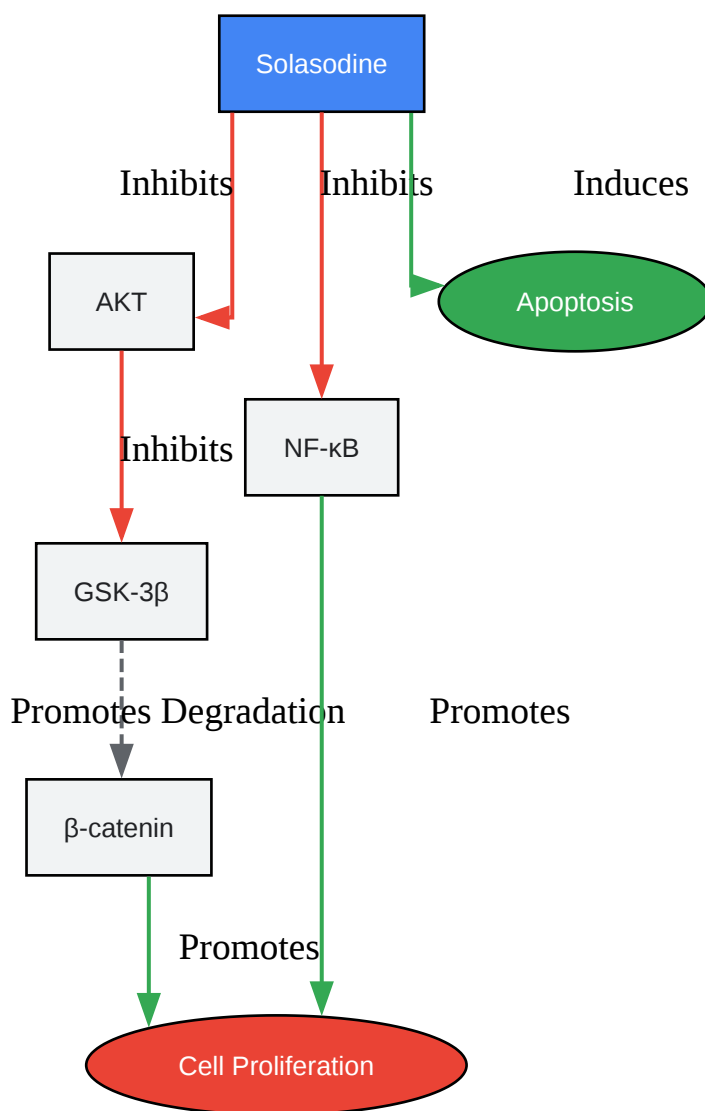 Solasodine
Inhibits
Inhibits
Induces
AKT
Apoptosis
Inhibits
NF-κB
GSK-3β
Promotes Degradation
Promotes
β-catenin
Promotes
Cell Proliferation